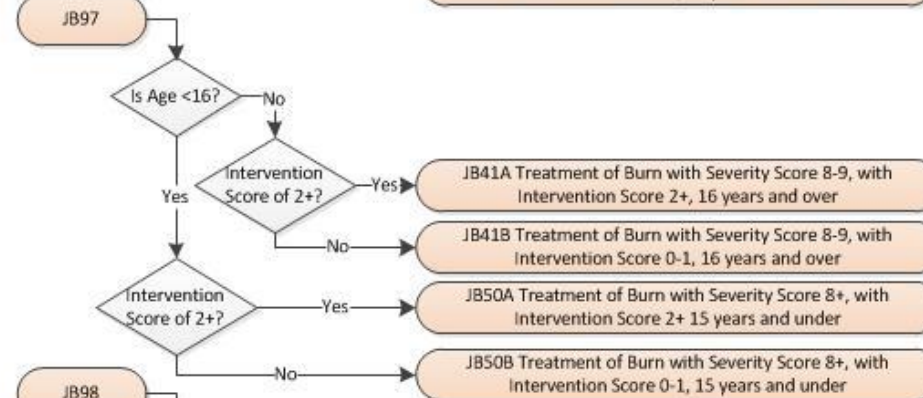 JB97
Is Age <16?
No
Intervention
Score of 2+?
Yes
JB41A Treatment of Burn with Severity Score 8-9, with
Intervention Score 2+, 16 years and over
Yes
No
JB41B Treatment of Burn with Severity Score 8-9, with
Intervention Score 0-1, 16 years and over
Intervention
Score of 2+?
Yes
JB50A Treatment of Burn with Severity Score 8+, with
Intervention Score 2+ 15 years and under
No
JB50B Treatment of Burn with Severity Score 8+, with
Intervention Score 0-1, 15 years and under
JB98